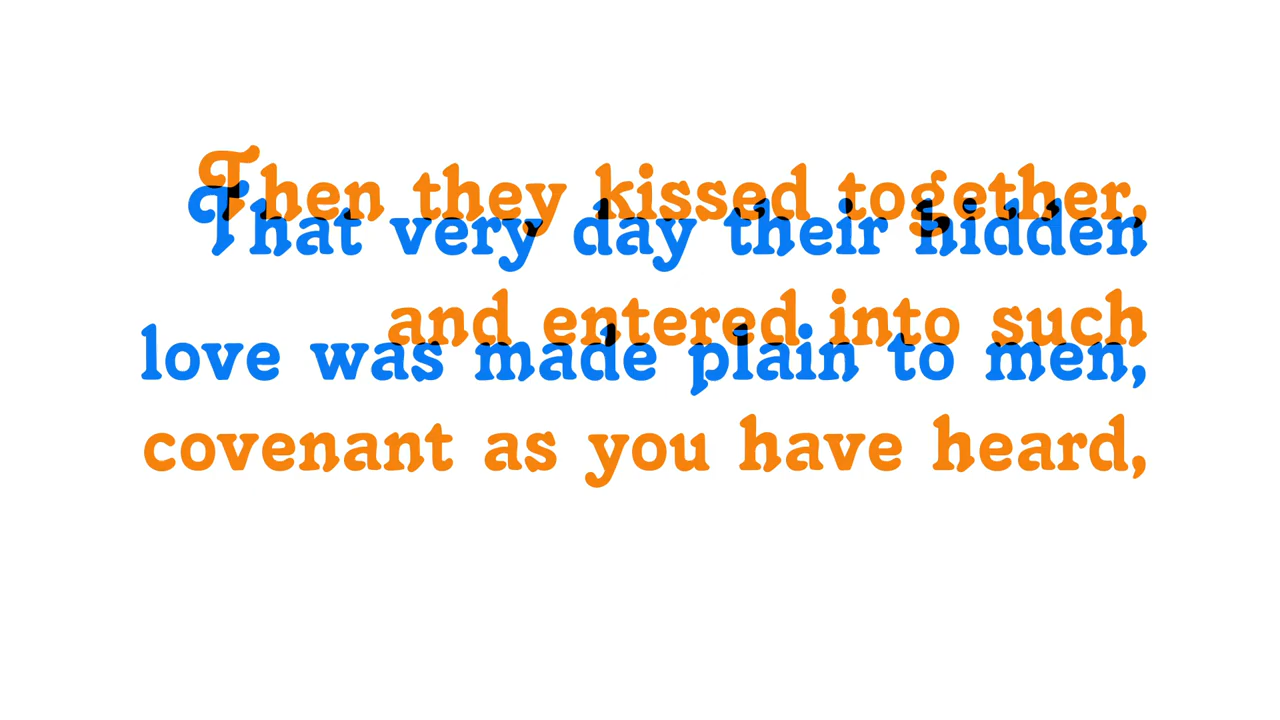 Then they kissed together,
and entered into such
covenant as you have heard,
That very day their hidden
love was made plain to men,